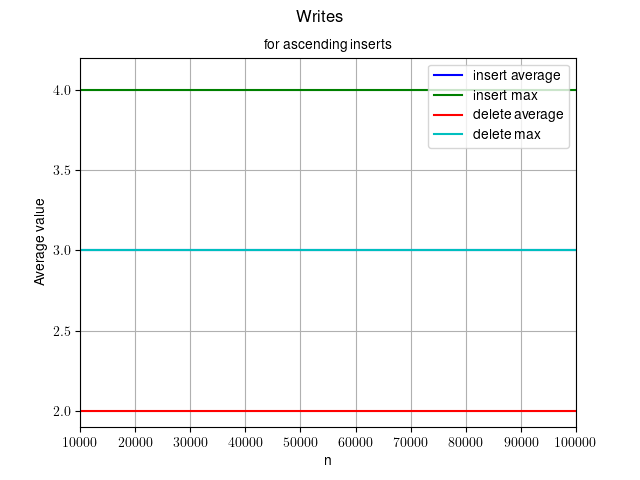 Writes
for ascending inserts
insert average
insert max
delete average
delete max
Average value
4.0
3.5
3.0
2.5
2.0
10000 20000 30000 40000 50000 60000 70000 80000 90000 100000
n